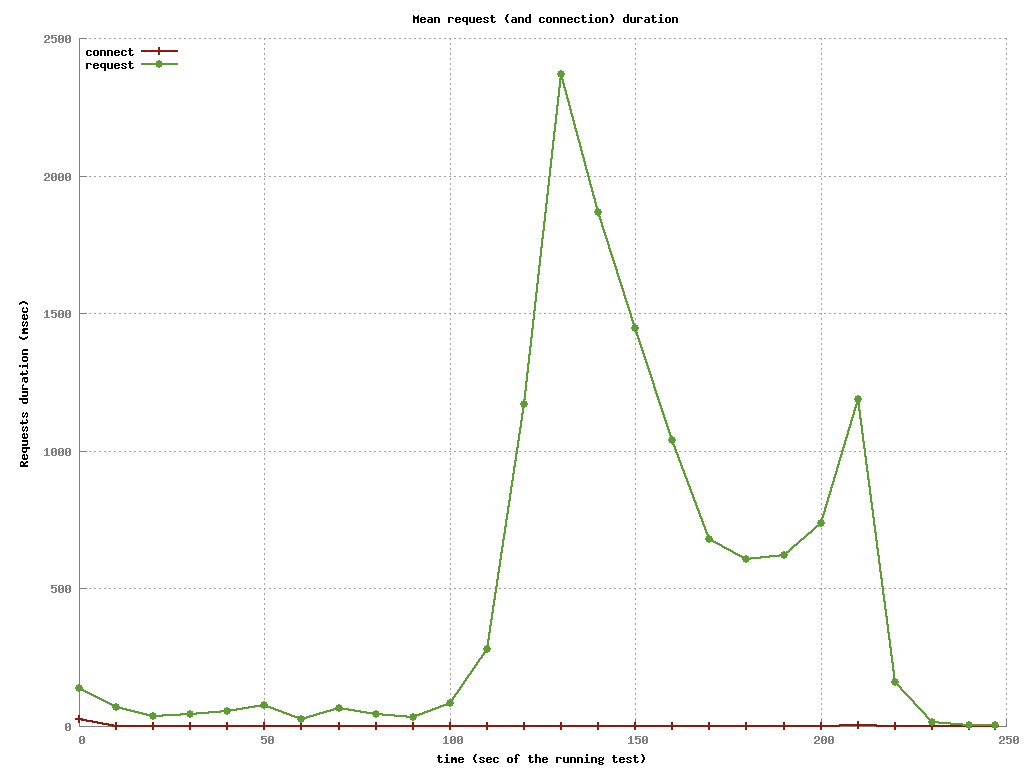 Mean request (and connection) duration
2500
connect
request
2000
1500
1000
500
0
Requests duration (msec)
0 50 100 150 200 250
time (sec of the running test)